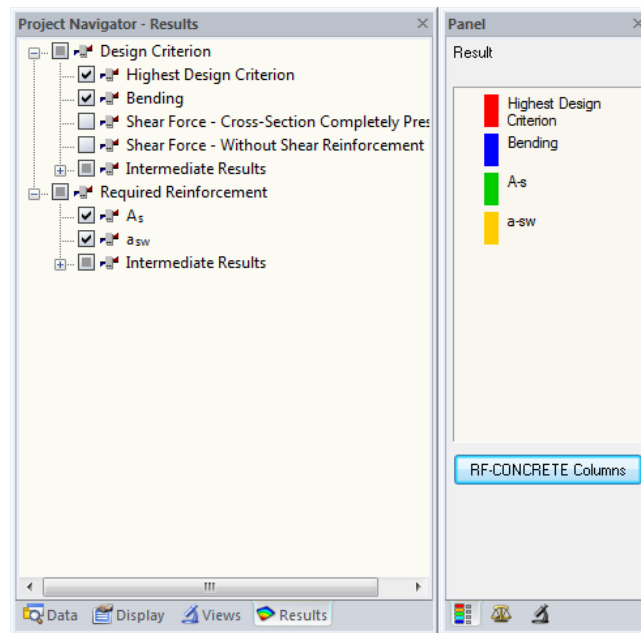 Project Navigator - Results
Design Criterion
Highest Design Criterion
Bending
Shear Force - Cross-Section Completely Pres
Shear Force - Without Shear Reinforcement
Intermediate Results
Required Reinforcement
As
asw
Intermediate Results
Data Display Views Results
Panel
Result
Highest Design
Criterion
Bending
A-s
a-sw
RF-CONCRETE Columns